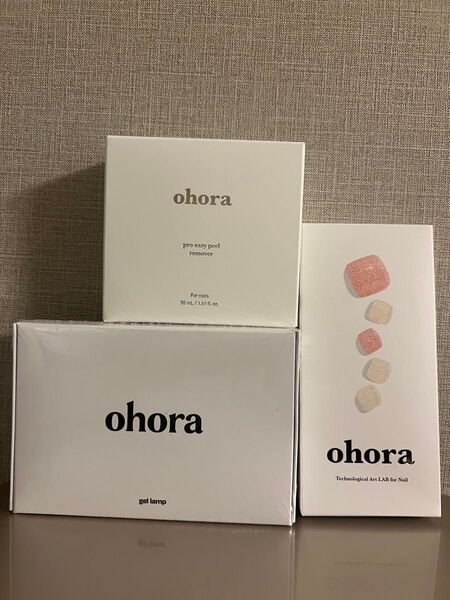 ohora
pro easy peel
remover
For nails
50 mL / 1.67 fl. oz.
ohora
gel lamp
ohora
Technological Art LAB for Nail